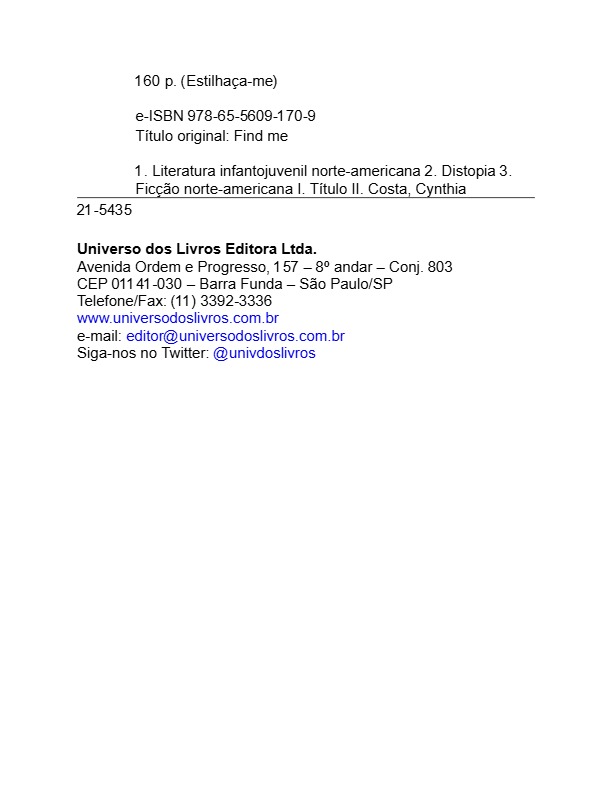 160 p. (Estilhaça-me)
e-ISBN 978-65-5609-170-9
Título original: Find me
1. Literatura infantojuvenil norte-americana 2. Distopia 3.
Ficção norte-americana I. Título II. Costa, Cynthia
21-5435
Universo dos Livros Editora Ltda.
Avenida Ordem e Progresso, 157 – 8º andar – Conj. 803
CEP 01141-030 – Barra Funda – São Paulo/SP
Telefone/Fax: (11) 3392-3336
www.universodoslivros.com.br
e-mail: editor@universodoslivros.com.br
Siga-nos no Twitter: @univdoslivros